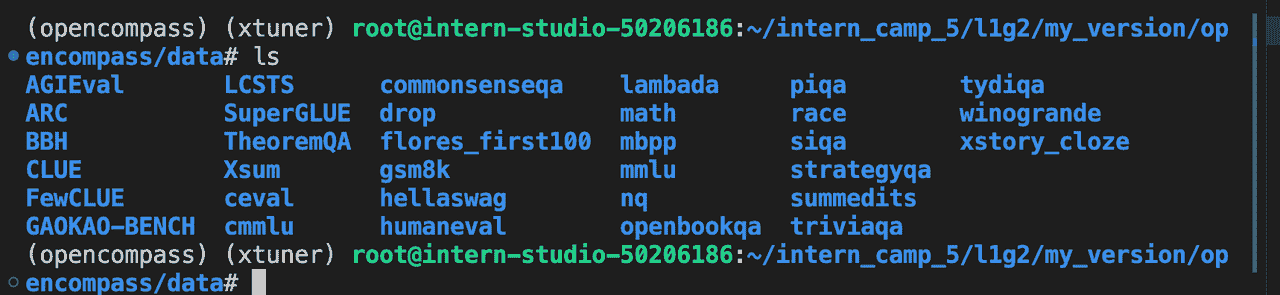 (opencompass) (xtuner) root@intern-studio-50206186:~/intern_camp_5/l1g2/my_version/op
encompass/data# ls
AGIEval LCSTS commonsenseqa lambada piqa tydiqa
ARC SuperGLUE drop math race winogrande
BBH TheoremQA flores_first100 mbpp siqa xstory_cloze
CLUE Xsum gsm8k mmlu strategyqa
FewCLUE ceval hellaswag nq summedits
GAOKAO-BENCH cmmlu humaneval openbookqa triviaqa
(opencompass) (xtuner) root@intern-studio-50206186:~/intern_camp_5/l1g2/my_version/op
encompass/data#